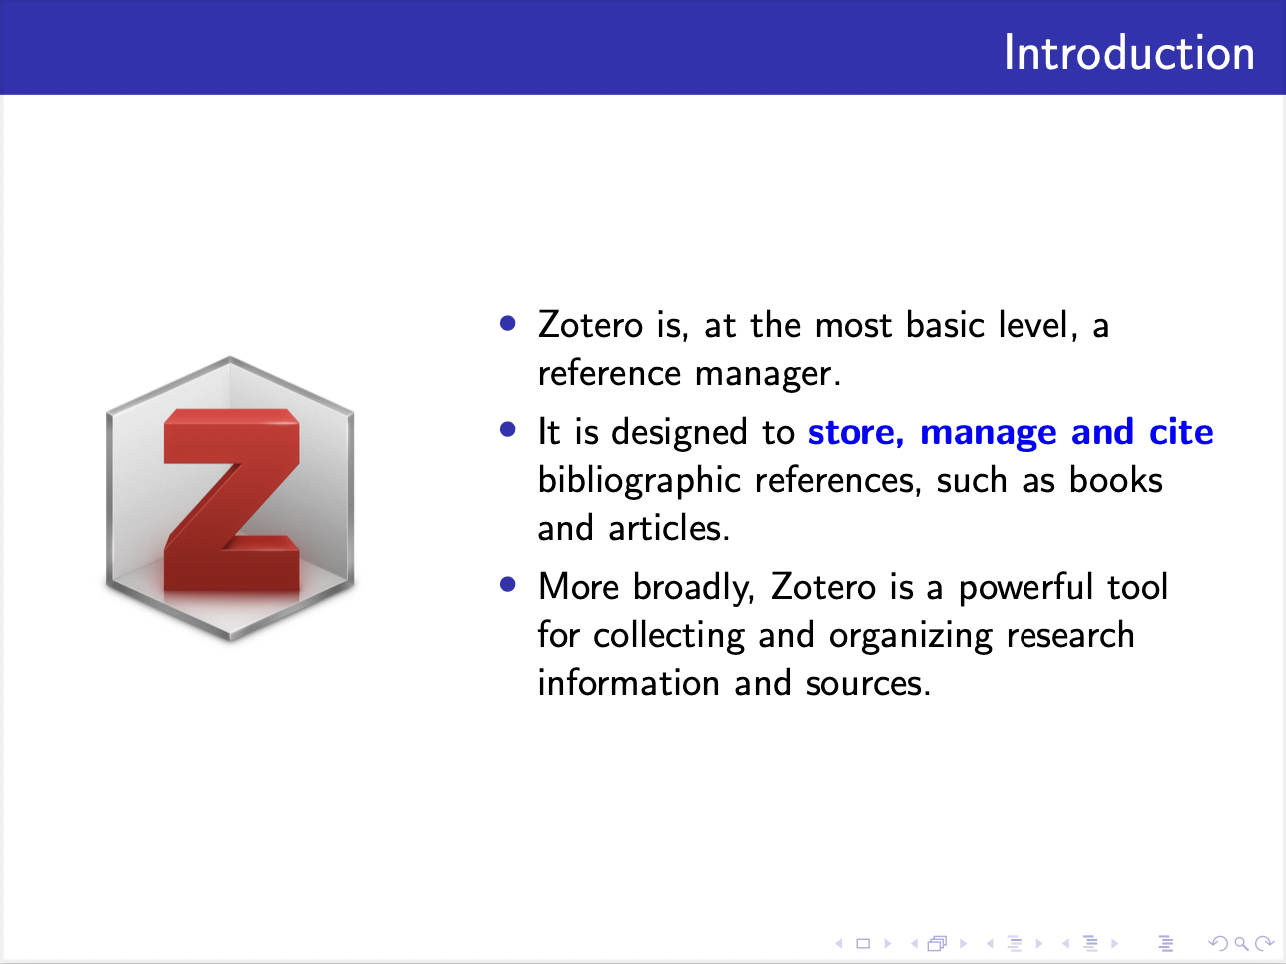 Introduction
Z
Zotero is, at the most basic level, a
reference manager.
It is designed to store, manage and cite
bibliographic references, such as books
and articles.
More broadly, Zotero is a powerful tool
for collecting and organizing research
information and sources.